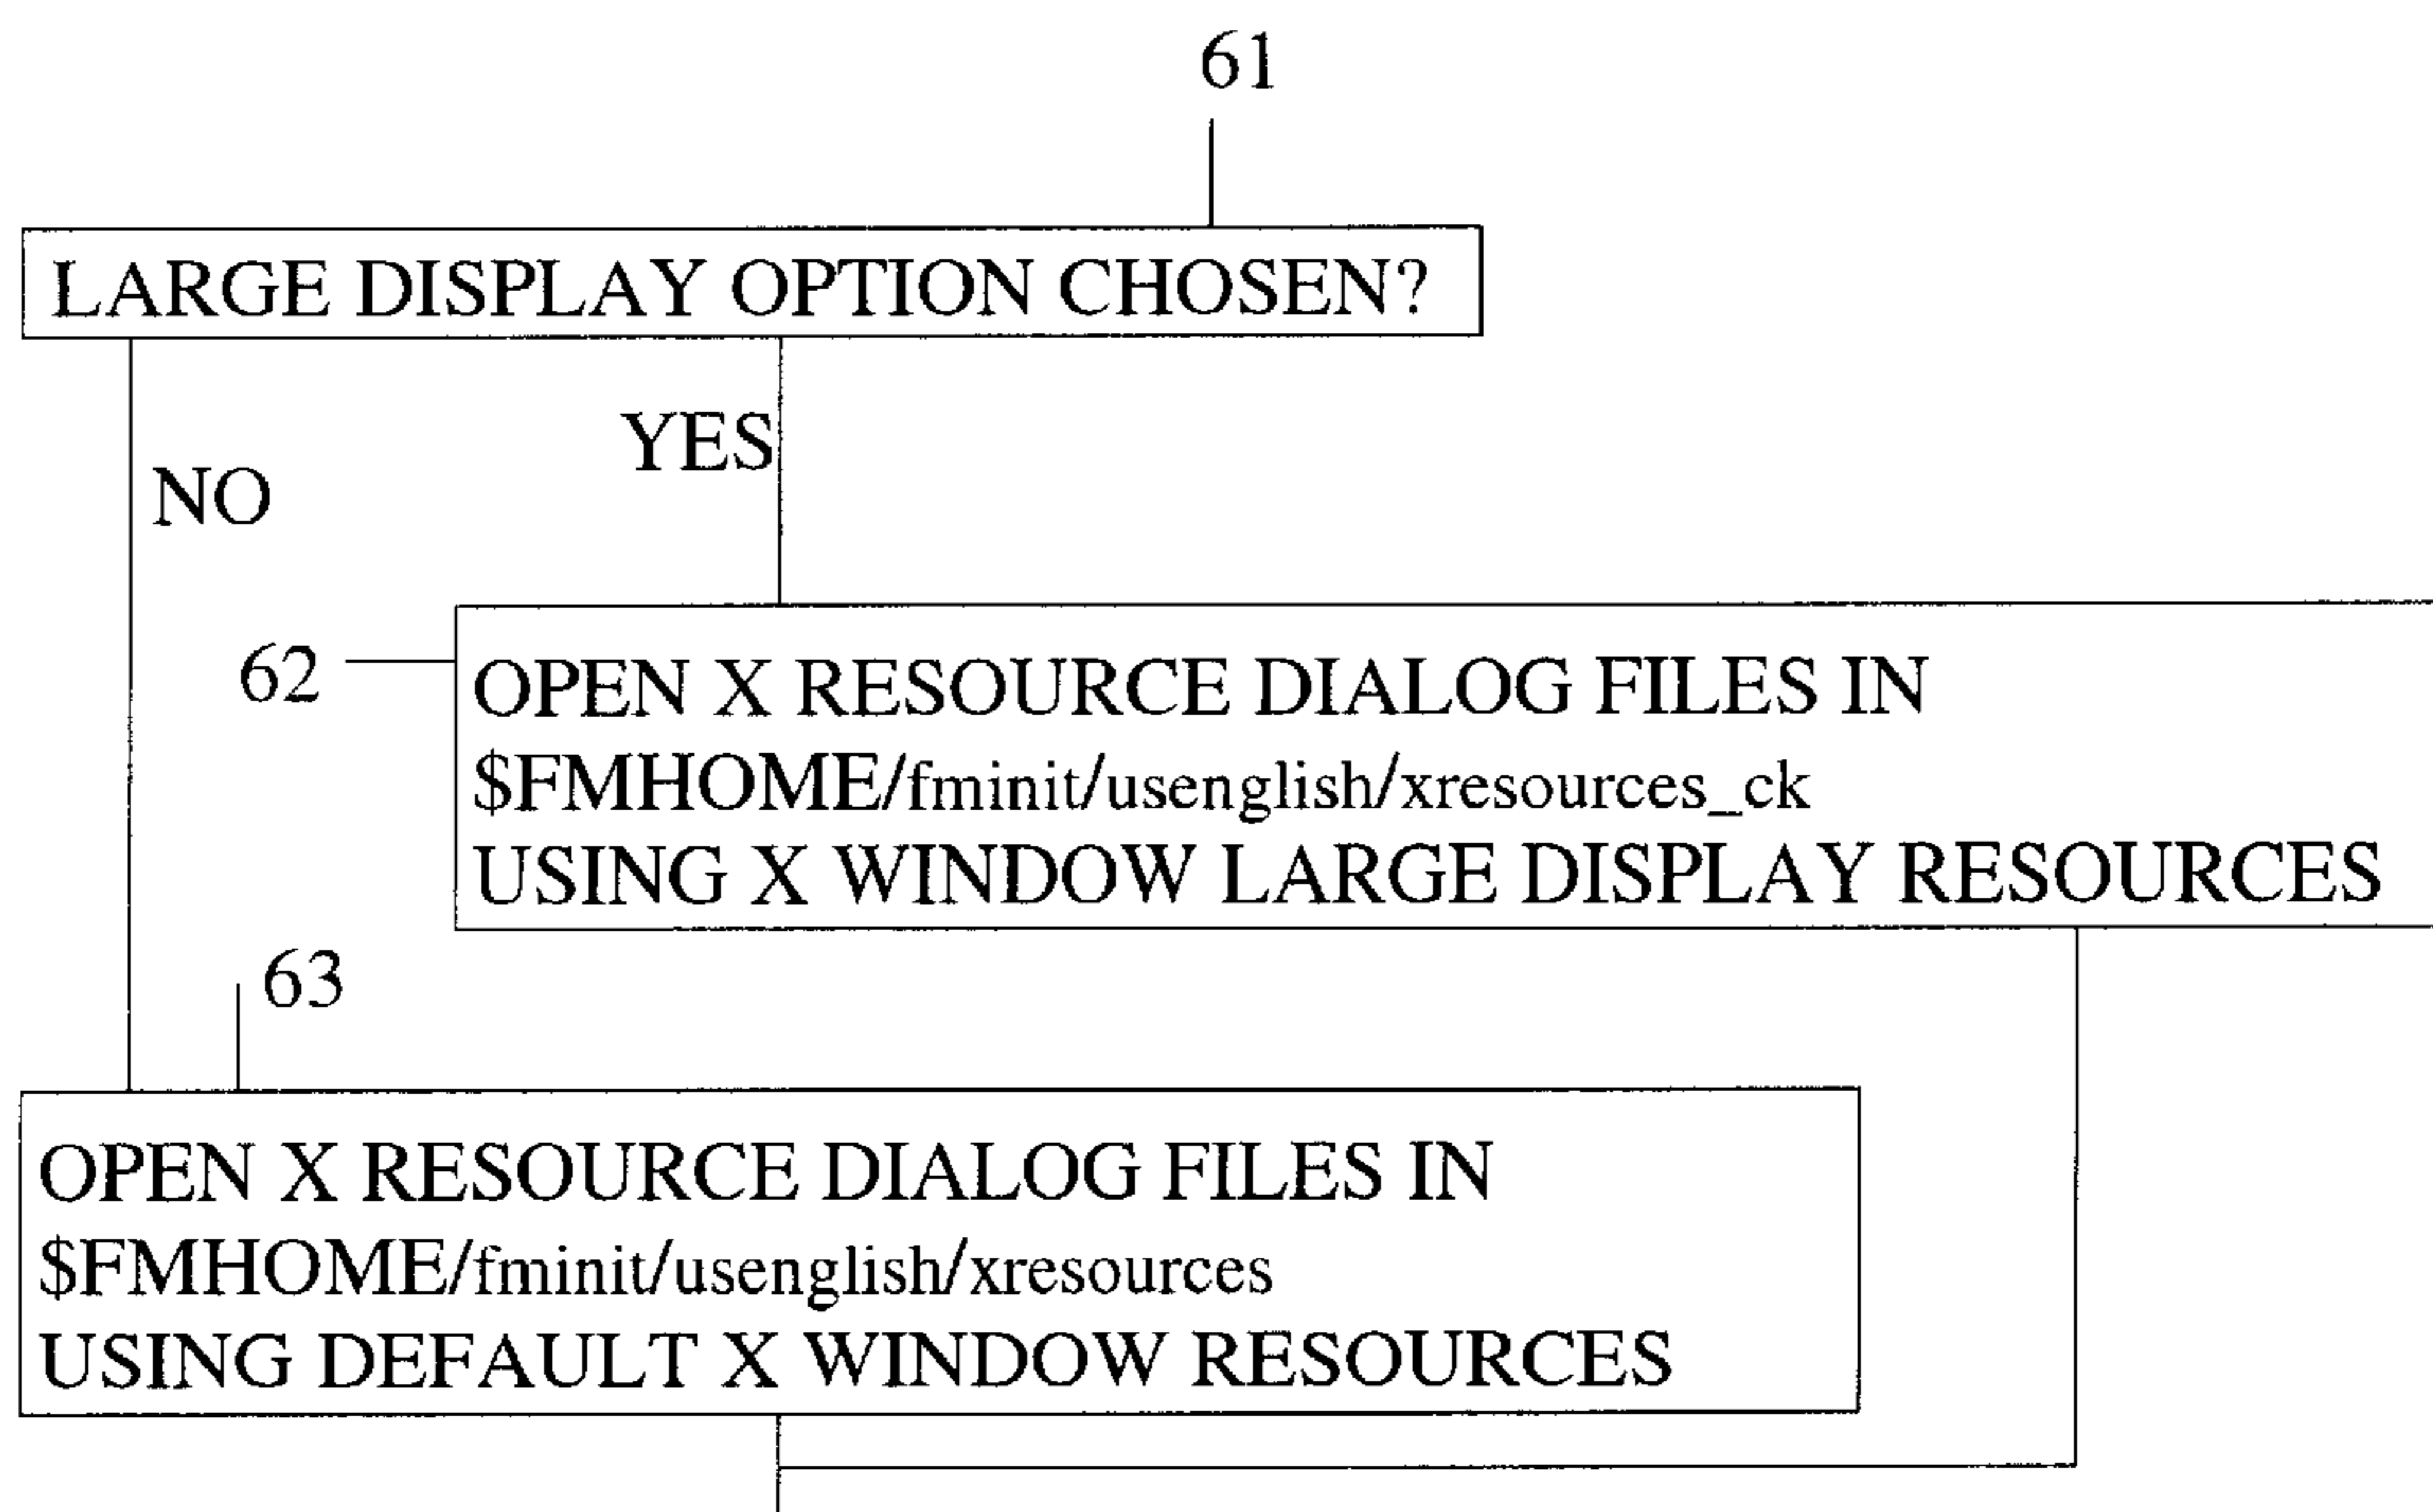 61
LARGE DISPLAY OPTION CHOSEN?
YES
NO
62
OPEN X RESOURCE DIALOG FILES IN
$FMHOME/fminit/usenglish/xresources_ck
USING X WINDOW LARGE DISPLAY RESOURCES
63
OPEN X RESOURCE DIALOG FILES IN
$FMHOME/fminit/usenglish/xresources
USING DEFAULT X WINDOW RESOURCES